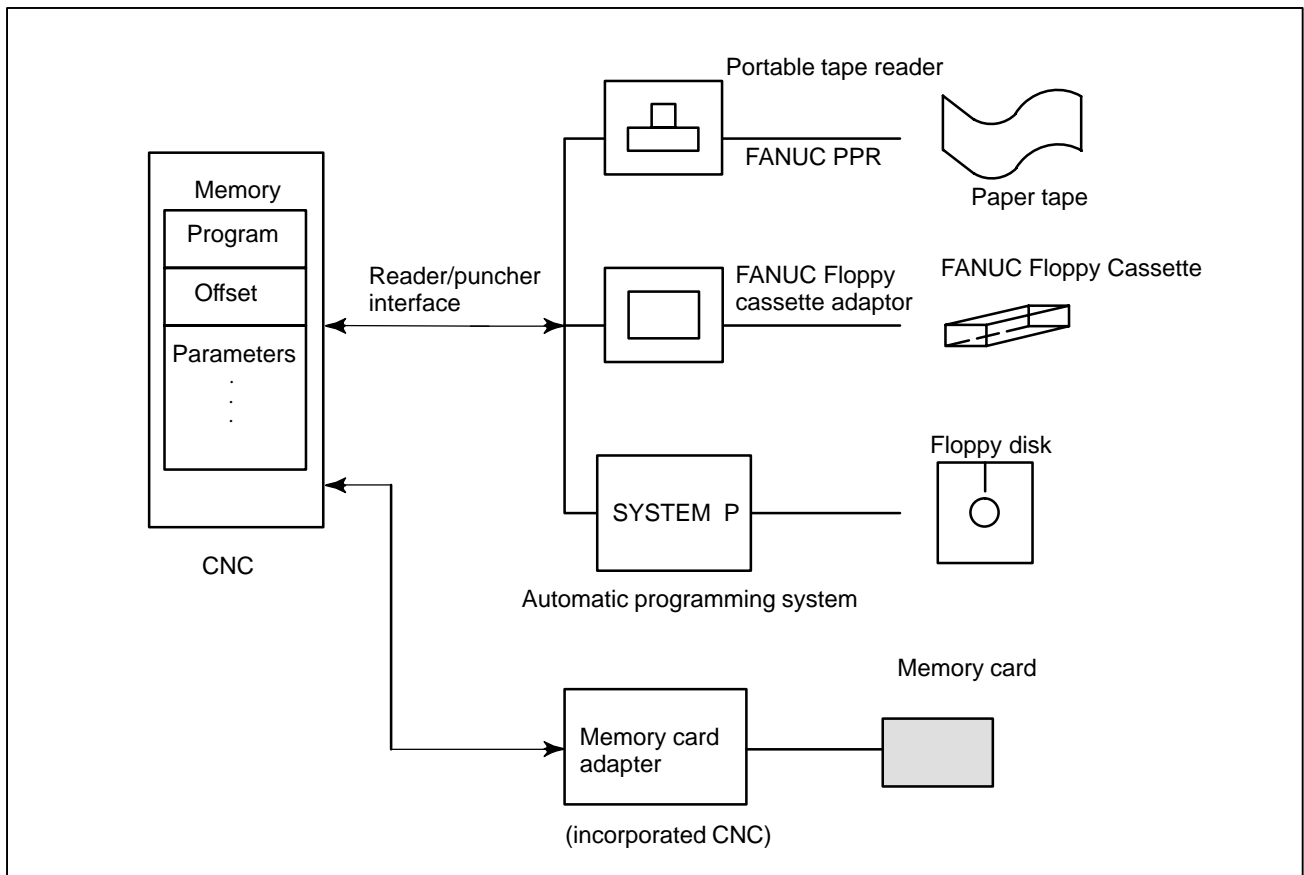 Portable tape reader
FANUC PPR
Paper tape
Memory
Program
Offset
Parameters
.
.
.
CNC
Reader/puncher
interface
FANUC Floppy
cassette adaptor
FANUC Floppy Cassette
SYSTEM P
Floppy disk
Automatic programming system
Memory card
adapter
(incorporated CNC)
Memory card